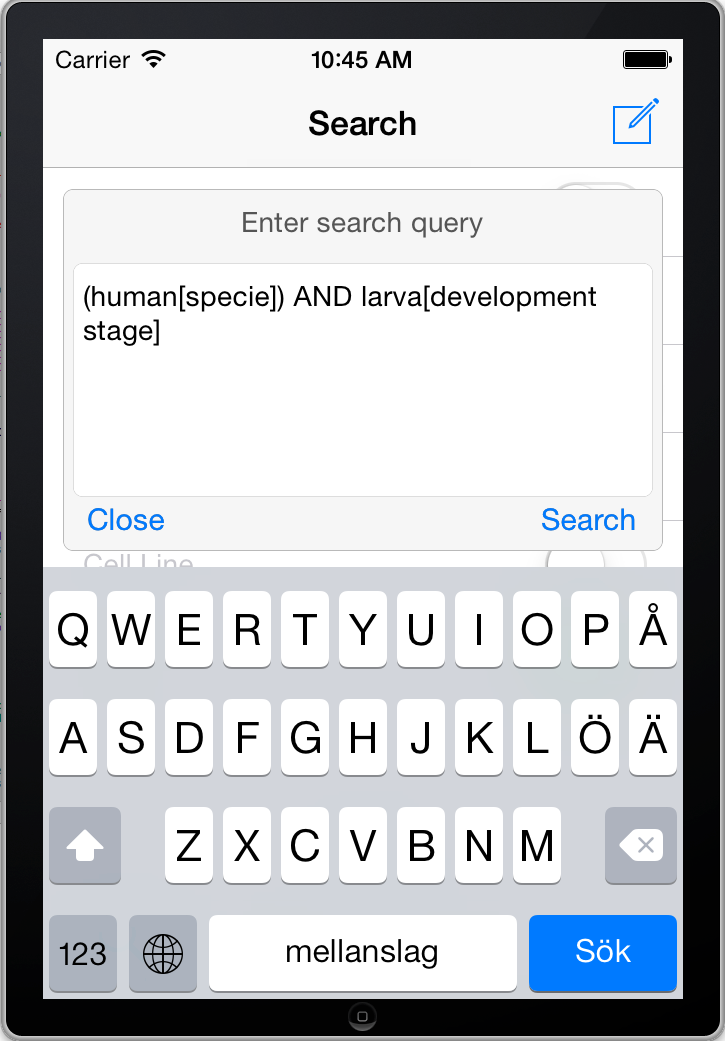 Carrier 10:45 AM
Search
Enter search query
(human[specie]) AND larva[development
stage]
Close Search
Cell Line
Q W E R T Y U I O P Å
A S D F G H J K L Ö Ä
Z X C V B N M
123 mellanslag Sök